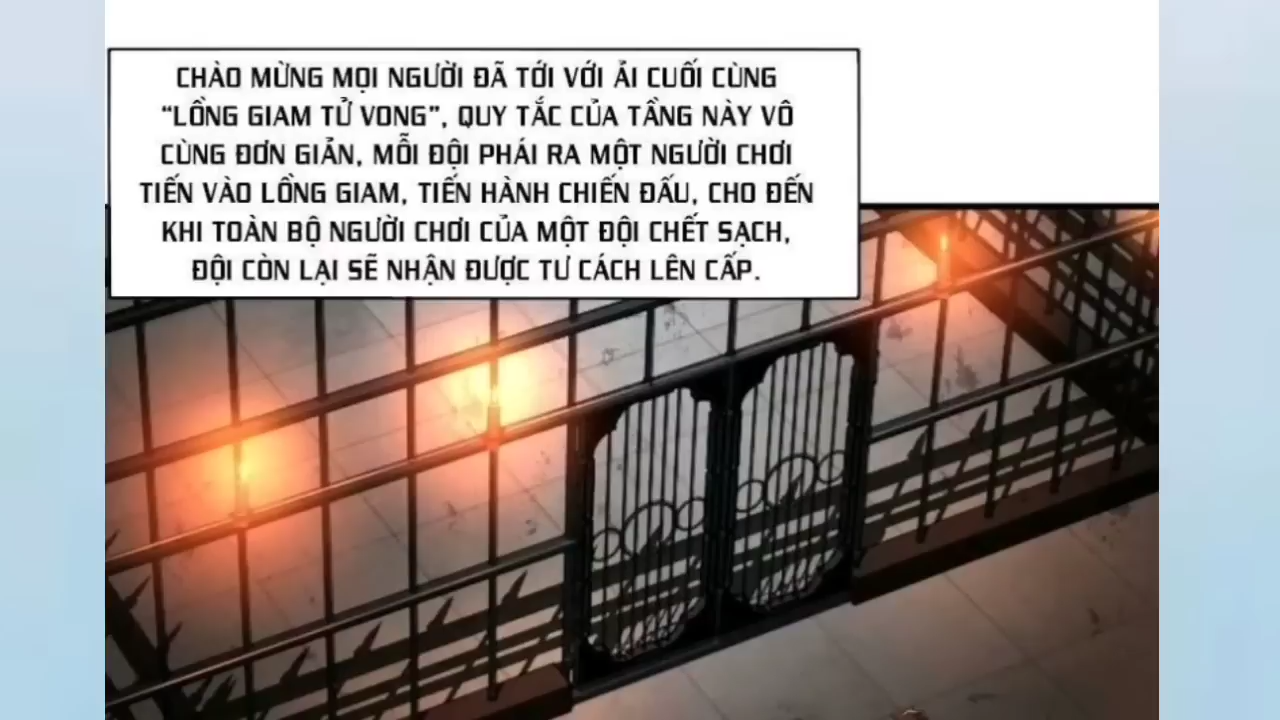 CHÀO MỪNG MỌI NGƯỜI ĐÃ TỚI VỚI ẢI CUỐI CÙNG
“LỒNG GIAM TỬ VONG”, QUY TẮC CỦA TẦNG NÀY VÔ
CÙNG ĐƠN GIẢN, MỖI ĐỘI PHÁI RA MỘT NGƯỜI CHƠI
TIẾN VÀO LỒNG GIAM, TIẾN HÀNH CHIẾN ĐẤU, CHO ĐẾN
KHI TOÀN BỘ NGƯỜI CHƠI CỦA MỘT ĐỘI CHẾT SẠCH,
ĐỘI CÒN LẠI SẼ NHẬN ĐƯỢC TƯ CÁCH LÊN CẤP.